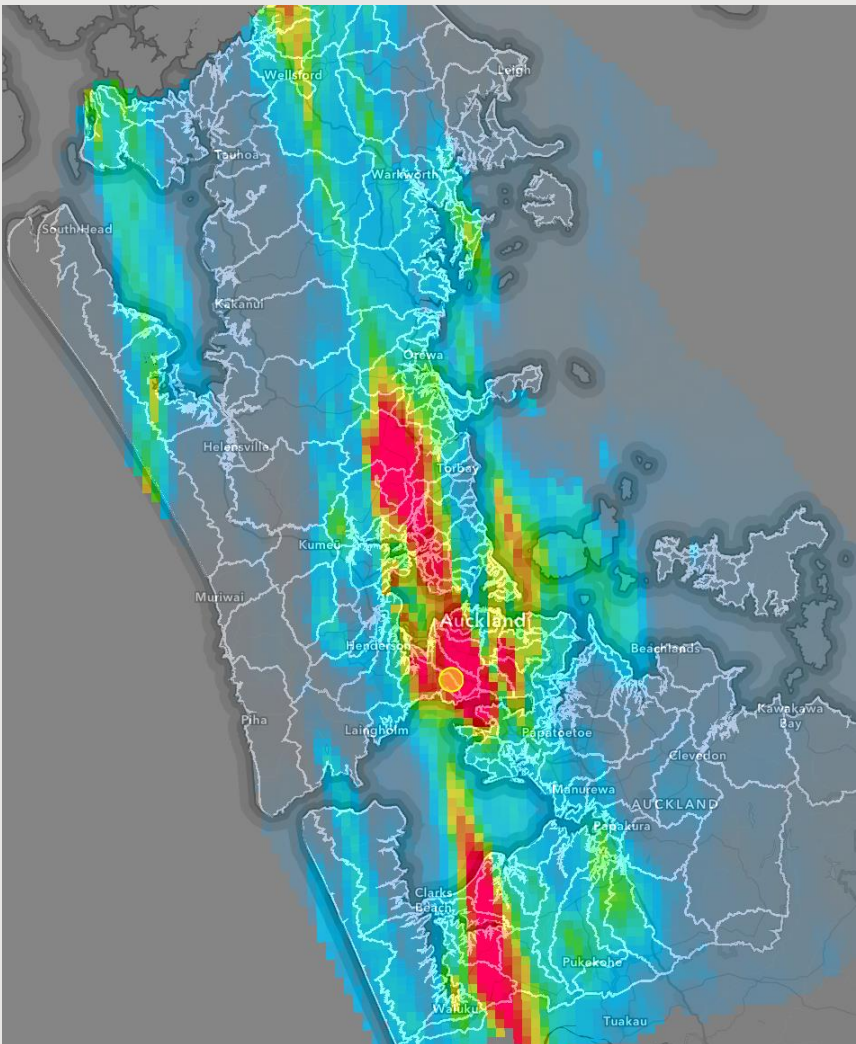 Wellsford
Leigh
Tauhoa
Warkworth
South Head
Kakanui
Orewa
Helensville
Torbay
Kumeū
Muriwai
Auckland
Henderson
Beachlands
Piha
Laingholm
Papatoetoe
Kawakawa
Bay
Clevedon
Manurewa
AUCKLAND
Papakura
Clarks
Beach
Pukekohe
Waiuku
Tuakau